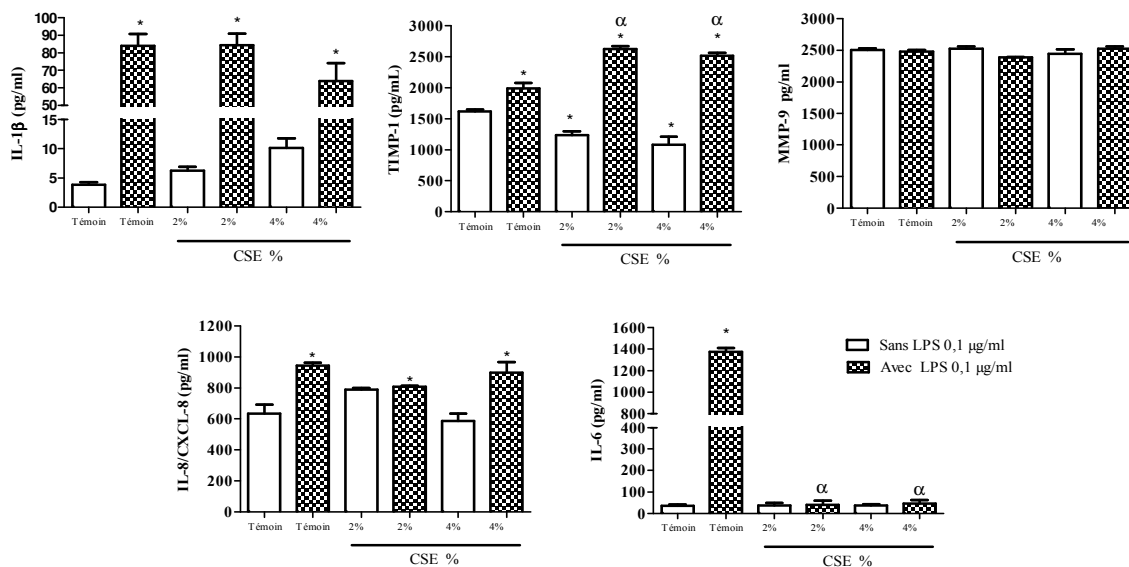 IL-1β (pg/ml)
90
80
70
60
50
15
10
5
0
* * *
Témoin Témoin 2% 2% 4% 4%
CSE %
TIMP-1 (pg/mL)
3000
2500
2000
1500
1000
500
0
α α
* * * * *
Témoin Témoin 2% 2% 4% 4%
CSE %
MMP-9 pg/ml
3000
2500
2000
1500
1000
500
0
Témoin Témoin 2% 2% 4% 4%
CSE %
IL-8/CXCL-8 (pg/ml)
1200
1000
800
600
400
200
0
* * *
Témoin Témoin 2% 2% 4% 4%
CSE %
IL-6 (pg/ml)
1600
1400
1200
1000
800
600
400
300
200
100
0
*
α α
Témoin Témoin 2% 2% 4% 4%
CSE %
Sans LPS 0,1 µg/ml
Avec LPS 0,1 µg/ml